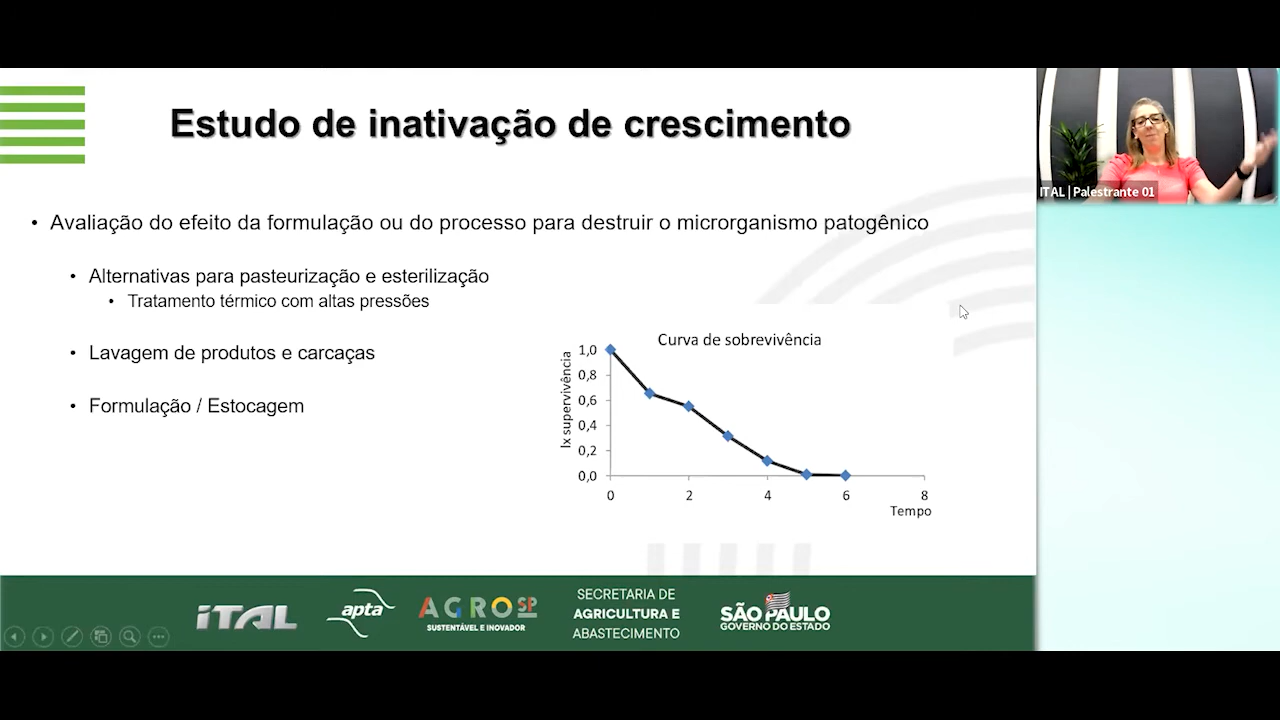 Estudo de inativação de crescimento
• Avaliação do efeito da formulação ou do processo para destruir o microrganismo patogênico
• Alternativas para pasteurização e esterilização
• Tratamento térmico com altas pressões
• Lavagem de produtos e carcaças
• Formulação / Estocagem
Curva de sobrevivência
lx supervivência
1,0
0,8
0,6
0,4
0,2
0,0
0 2 4 6 8
Tempo
ITAL | Palestrante 01
iTAL
apta
AGRO SP
SUSTENTÁVEL E INOVADOR
SECRETARIA DE
AGRICULTURA E
ABASTECIMENTO
SÃO PAULO
GOVERNO DO ESTADO